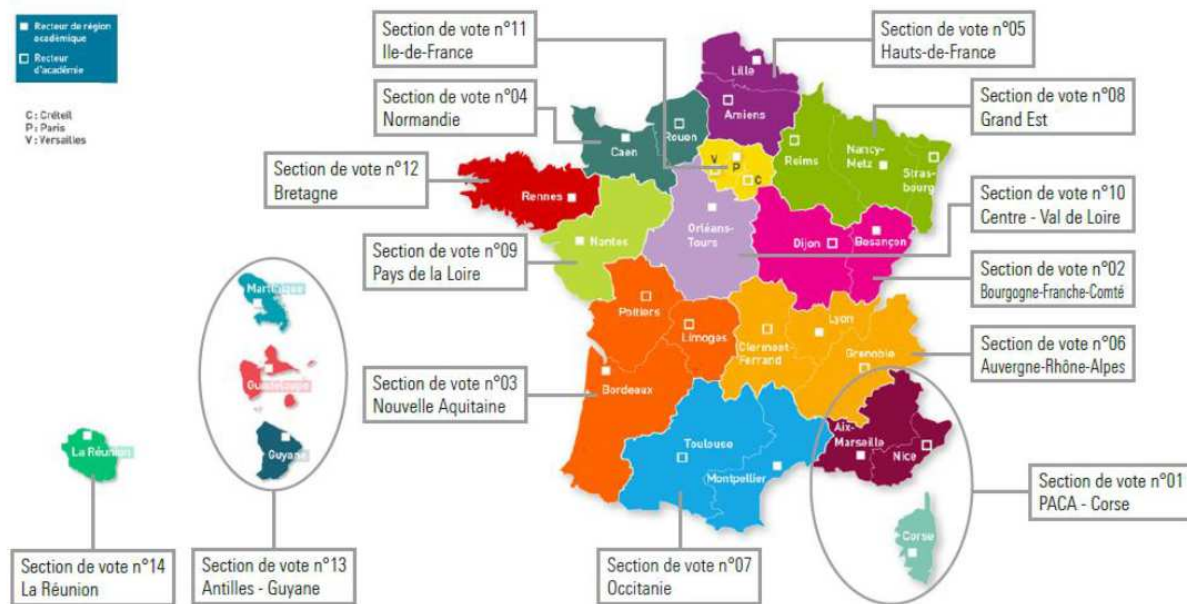 Recteur de région
académique
Recteur
d'académie
C : Créteil
P : Paris
V : Versailles
Section de vote n°11
Ile-de-France
Section de vote n°05
Hauts-de-France
Section de vote n°04
Normandie
Section de vote n°08
Grand Est
Section de vote n°12
Bretagne
Section de vote n°10
Centre - Val de Loire
Section de vote n°09
Pays de la Loire
Section de vote n°02
Bourgogne-Franche-Comté
Section de vote n°06
Auvergne-Rhône-Alpes
Section de vote n°03
Nouvelle Aquitaine
Section de vote n°01
PACA - Corse
Section de vote n°14
La Réunion
Section de vote n°13
Antilles - Guyane
Section de vote n°07
Occitanie
Lille
Amiens
Rouen
Caen
V
P
C
Reims
Nancy-
Metz
Stras-
bourg
Rennes
Nantes
Orléans-
Tours
Dijon
Besançon
Poitiers
Limoges
Clermont-
Ferrand
Lyon
Grenoble
Bordeaux
Toulouse
Montpellier
Aix-
Marseille
Nice
Corse
Martinique
Guadeloupe
Guyane
La Réunion